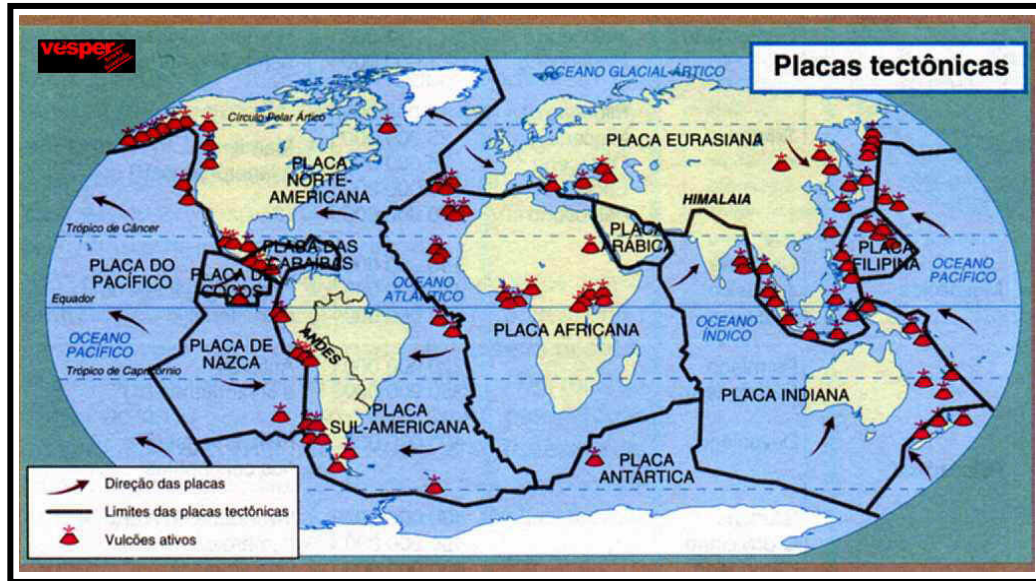 vésper
Placas tectônicas
OCEANO GLACIAL ÁRTICO
Círculo Polar Ártico
PLACA EURASIANA
PLACA
NORTE-
AMERICANA
HIMALAIA
Trópico de Câncer
PLACA
ARÁBICA
PLACA DAS
CARAÍBAS
PLACA
FILIPINA
PLACA DO
PACÍFICO
PLACA DE
COCOS
OCEANO
ATLÂNTICO
OCEANO
PACÍFICO
Equador
PLACA AFRICANA
OCEANO
ÍNDICO
OCEANO
PACÍFICO
PLACA DE
NAZCA
ANDES
Trópico de Capricórnio
PLACA INDIANA
PLACA
SUL-AMERICANA
PLACA
ANTÁRTICA
Direção das placas
Limites das placas tectônicas
Vulcões ativos